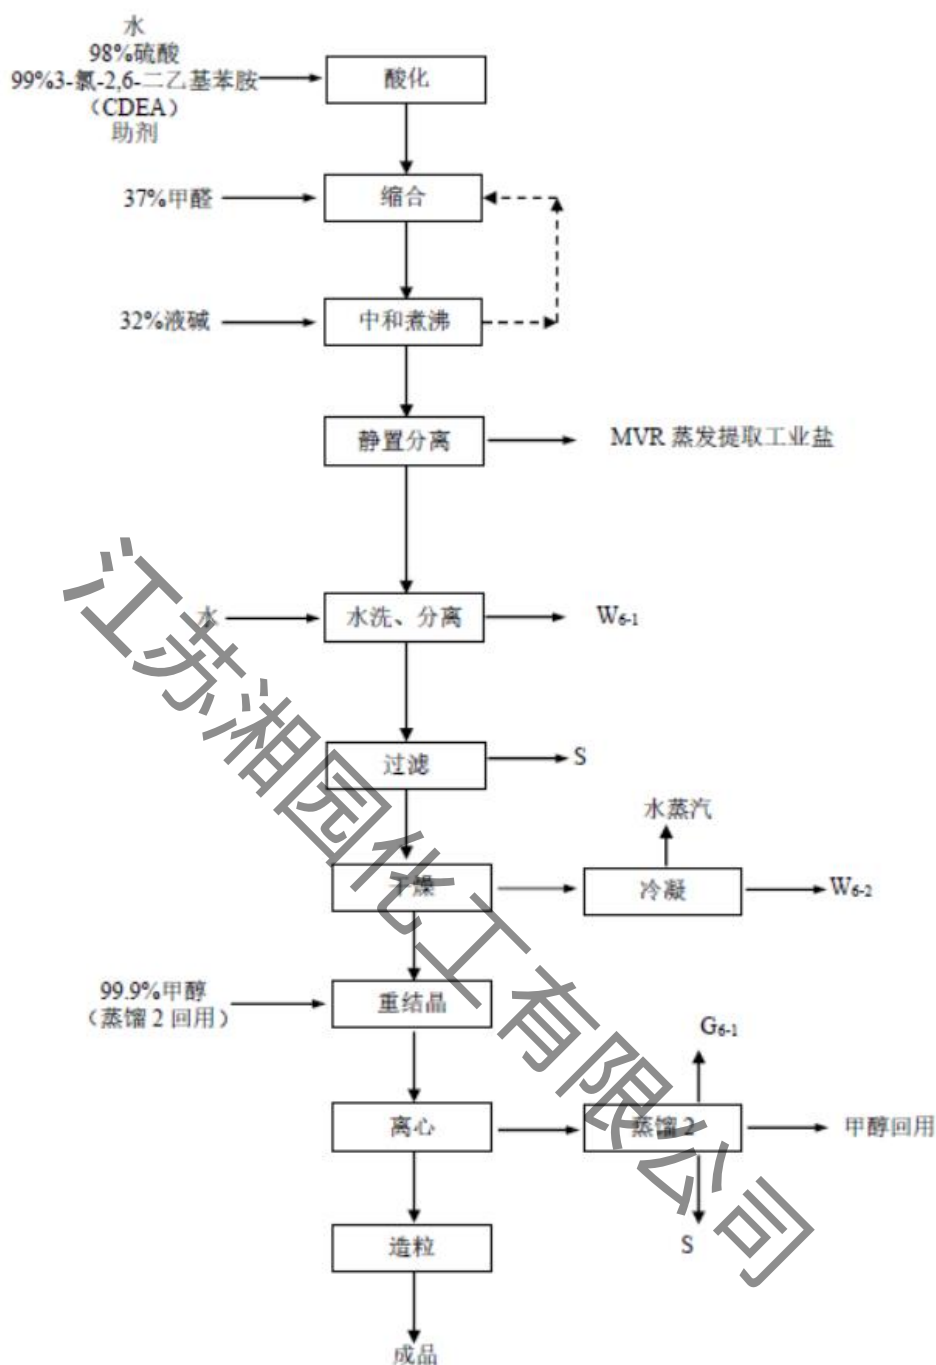 水
98%硫酸
99%3-氯-2,6-二乙基苯胺
（CDEA）
助剂
酸化
37%甲醛
缩合
32%液碱
中和煮沸
静置分离
MVR 蒸发提取工业盐
水
水洗、分离
W6-1
过滤
S
水蒸汽
干燥
冷凝
W6-2
99.9%甲醇
（蒸馏 2 回用）
重结晶
G6-1
离心
蒸馏 2
甲醇回用
造粒
S
成品
江苏湘园化工有限公司